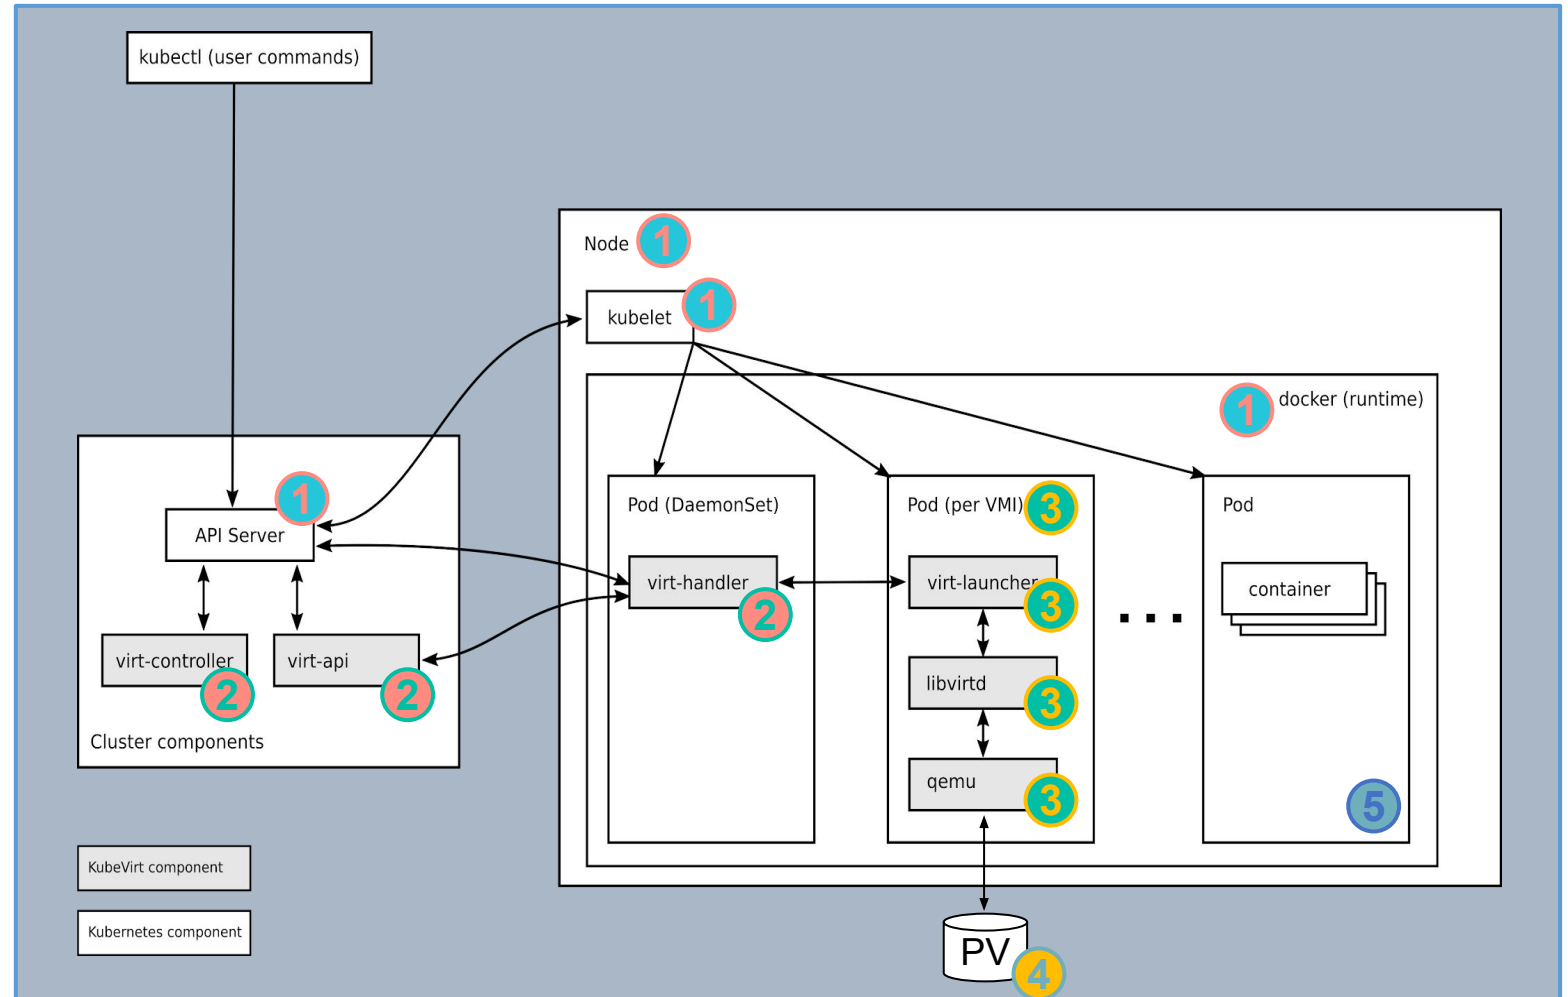 kubectl (user commands)
Node 1
kubelet 1
1 docker (runtime)
1
API Server
Pod (DaemonSet)
Pod (per VMI) 3
Pod
virt-handler
2
virt-launcher
3
container
...
virt-controller
2
virt-api
2
libvirtd
3
Cluster components
qemu
3
5
KubeVirt component
Kubernetes component
PV
4